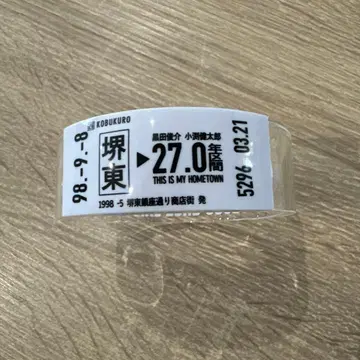 KOBUKURO
98.-9.-8
堺東
▶27.0年区間
黒田俊介 小渕健太郎
THIS IS MY HOMETOWN
1998 -5 堺東銀座通り商店街 発
5296 03.21